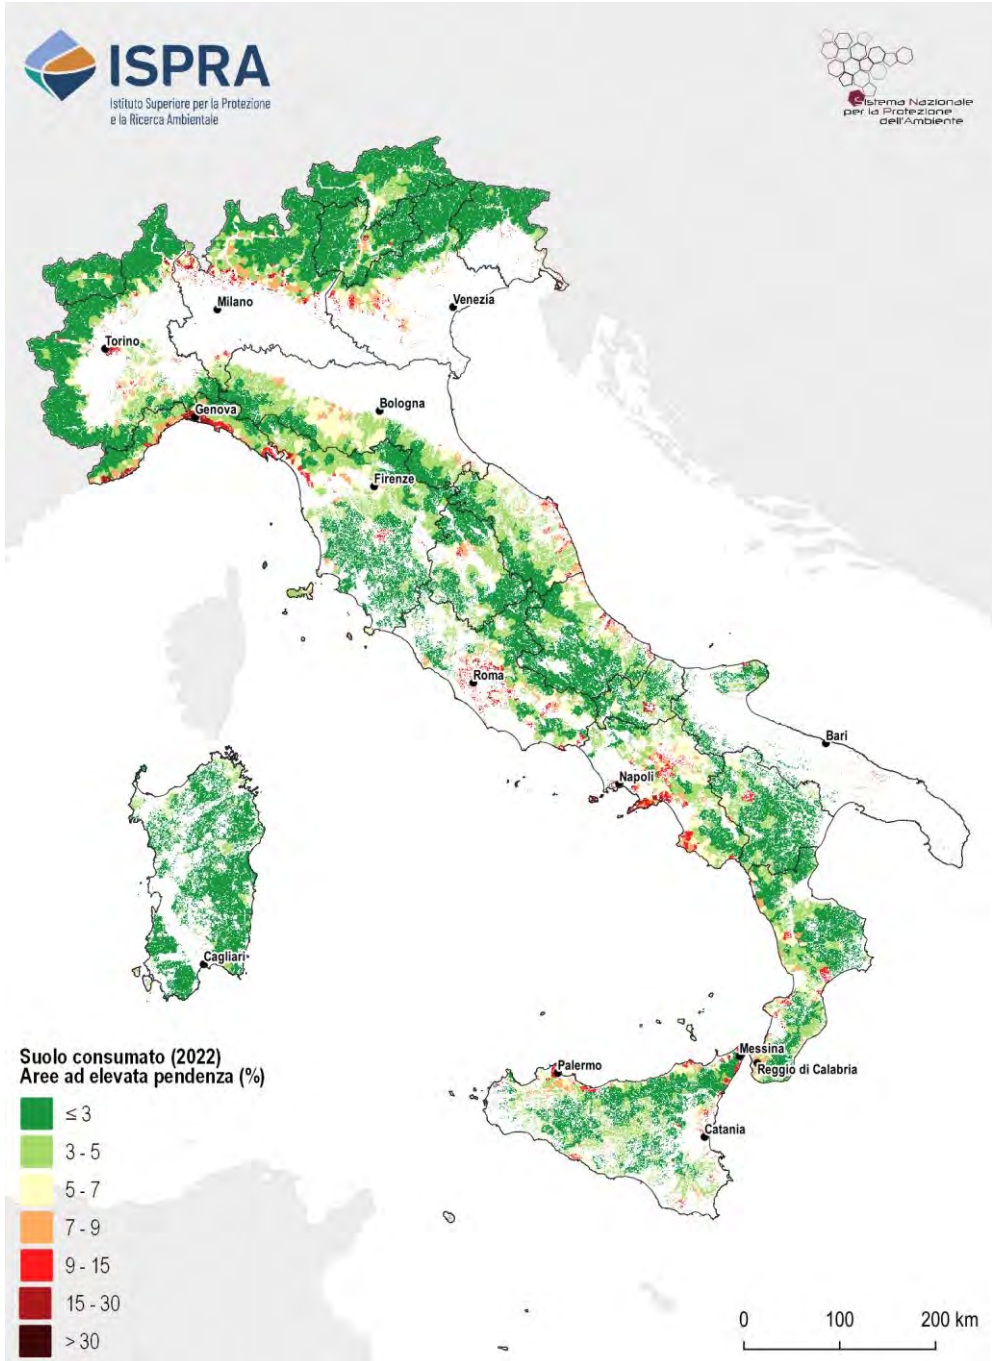 ISPRA
Istituto Superiore per la Protezione
e la Ricerca Ambientale
Sistema Nazionale
per la Protezione
dell'Ambiente
Milano
Venezia
Torino
Genova
Bologna
Firenze
Roma
Bari
Napoli
Cagliari
Messina
Palermo
Reggio di Calabria
Catania
Suolo consumato (2022)
Aree ad elevata pendenza (%)
≤ 3
3 - 5
5 - 7
7 - 9
9 - 15
15 - 30
> 30
0 100 200 km